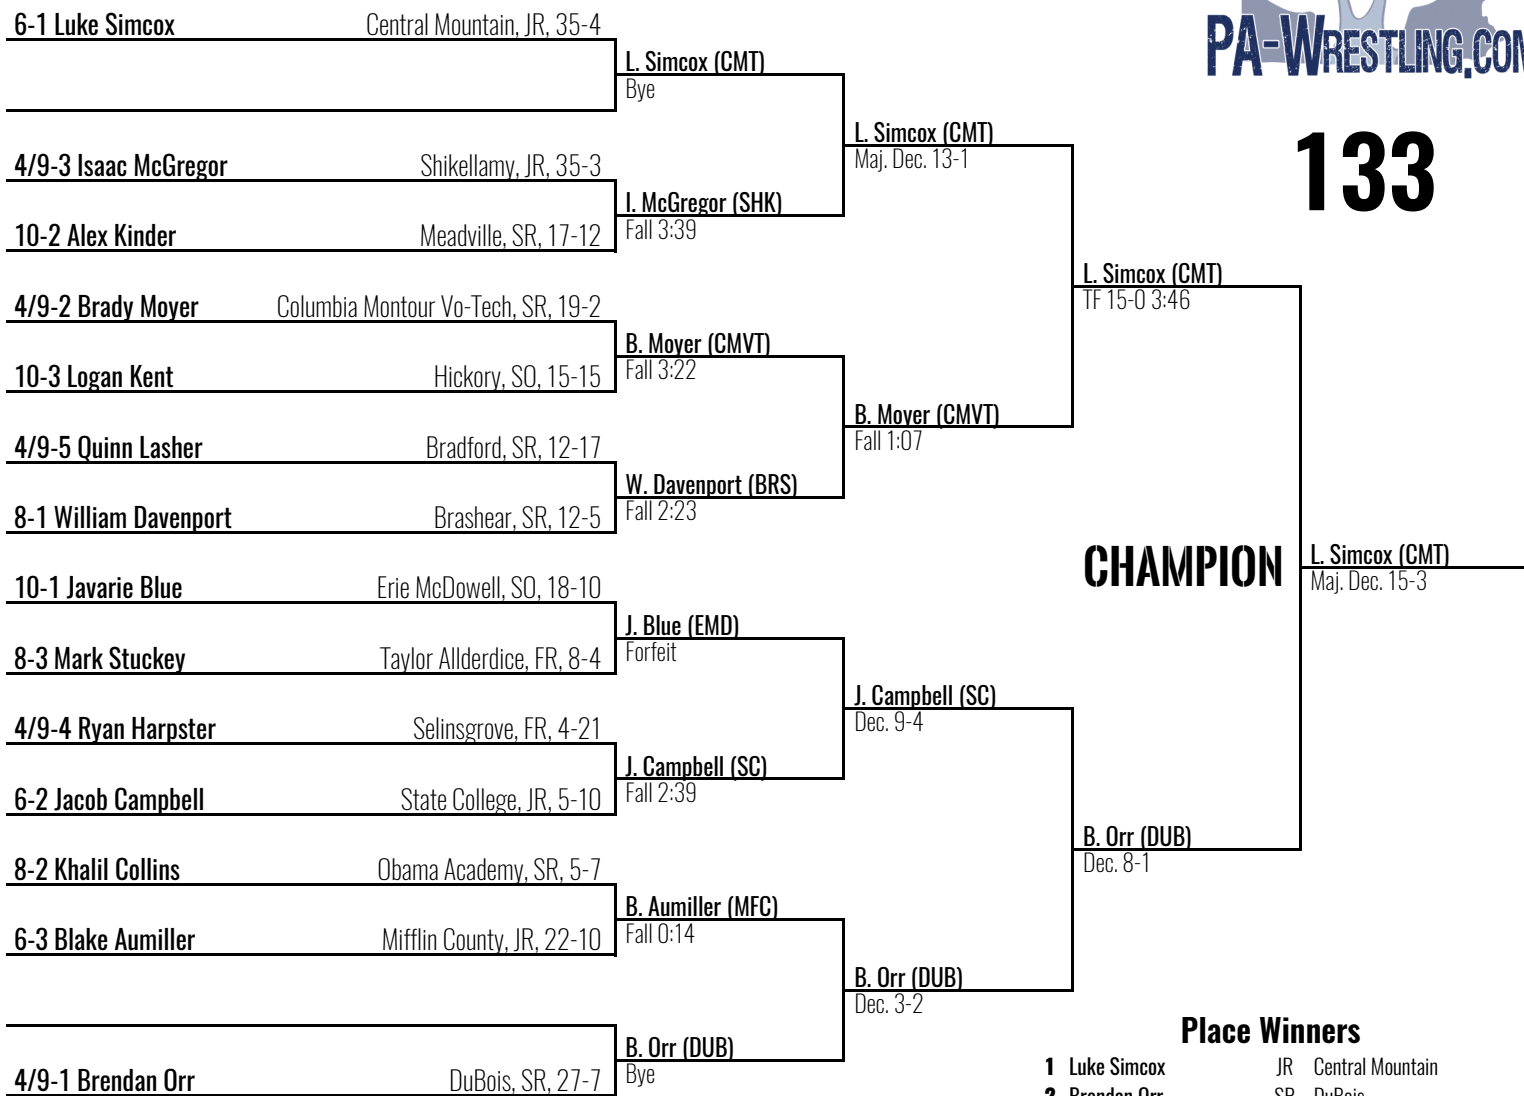 6-1 Luke Simcox Central Mountain, JR, 35-4
L. Simcox (CMT)
Bye
4/9-3 Isaac McGregor Shikellamy, JR, 35-3
I. McGregor (SHK)
Fall 3:39
10-2 Alex Kinder Meadville, SR, 17-12
L. Simcox (CMT)
Maj. Dec. 13-1
4/9-2 Brady Moyer Columbia Montour Vo-Tech, SR, 19-2
B. Moyer (CMVT)
Fall 3:22
10-3 Logan Kent Hickory, SO, 15-15
4/9-5 Quinn Lasher Bradford, SR, 12-17
W. Davenport (BRS)
Fall 2:23
8-1 William Davenport Brashear, SR, 12-5
B. Moyer (CMVT)
Fall 1:07
L. Simcox (CMT)
TF 15-0 3:46
10-1 Javarie Blue Erie McDowell, SO, 18-10
J. Blue (EMD)
Forfeit
8-3 Mark Stuckey Taylor Allderdice, FR, 8-4
4/9-4 Ryan Harpster Selinsgrove, FR, 4-21
J. Campbell (SC)
Fall 2:39
6-2 Jacob Campbell State College, JR, 5-10
J. Campbell (SC)
Dec. 9-4
8-2 Khalil Collins Obama Academy, SR, 5-7
B. Aumiller (MFC)
Fall 0:14
6-3 Blake Aumiller Mifflin County, JR, 22-10
B. Orr (DUB)
Bye
4/9-1 Brendan Orr DuBois, SR, 27-7
B. Orr (DUB)
Dec. 3-2
B. Orr (DUB)
Dec. 8-1
PA-WRESTLING.COM
133
CHAMPION
L. Simcox (CMT)
Maj. Dec. 15-3
Place Winners
1 Luke Simcox JR Central Mountain
2 Brendan Orr SR DuBois